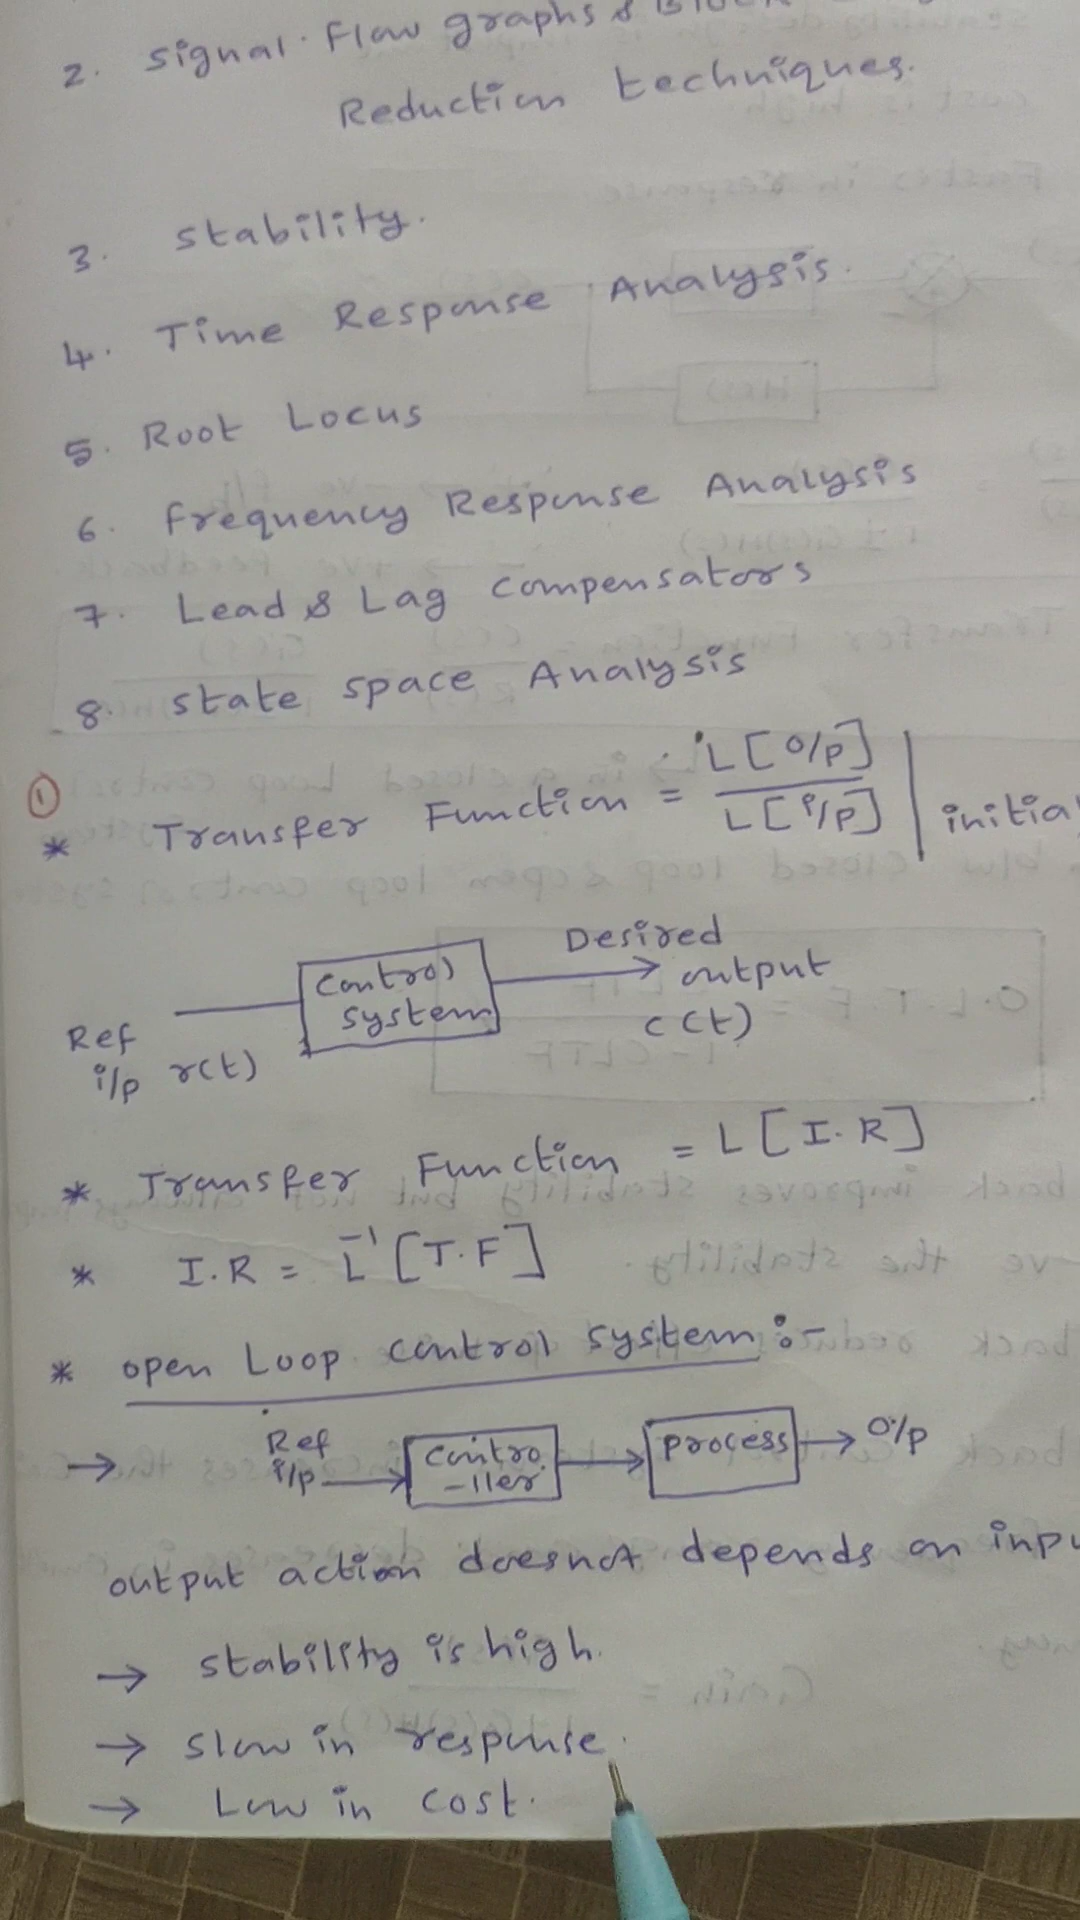 2. Signal Flow graphs &
Reduction techniques.
3. Stability.
4. Time Response Analysis.
5. Root Locus
6. frequency Response Analysis
7. Lead & Lag compensators
8. state space Analysis
① * Transfer Function = L[O/P] / L[i/P] |
Ref i/p r(t)
control system
Desired output c(t)
* Transfer Function = L[I.R]
* I.R = L⁻¹[T.F]
* open Loop control system :-
→ Ref i/p → contro -ller → process → O/p
output action doesnot depends on
→ stability is high.
→ slow in response.
→ Low in cost.